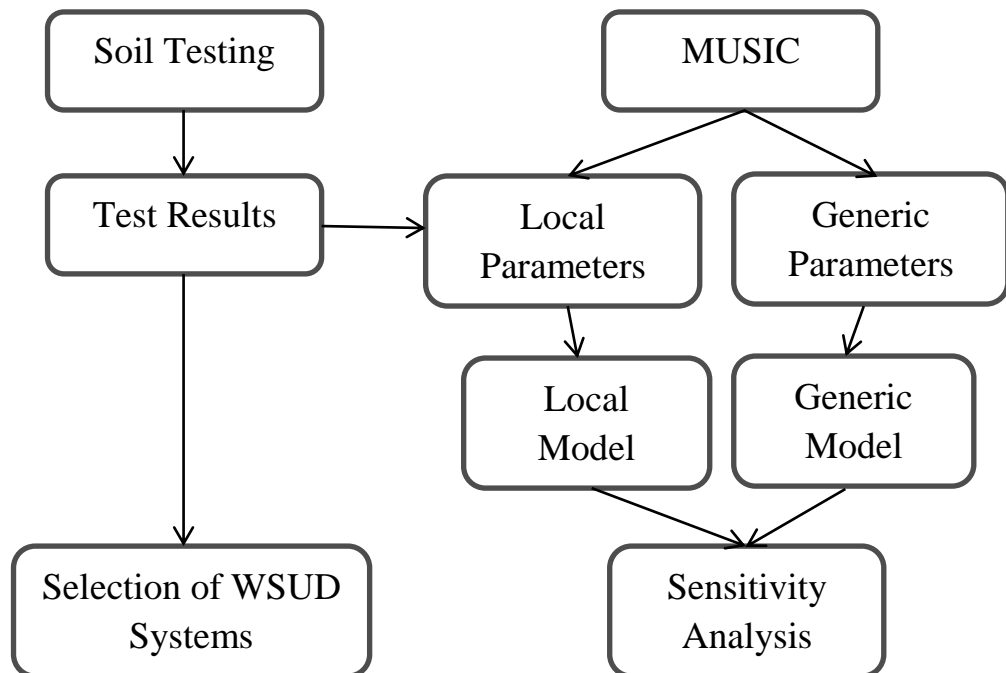 Soil Testing
MUSIC
Test Results
Local
Parameters
Generic
Parameters
Local
Model
Generic
Model
Selection of WSUD
Systems
Sensitivity
Analysis